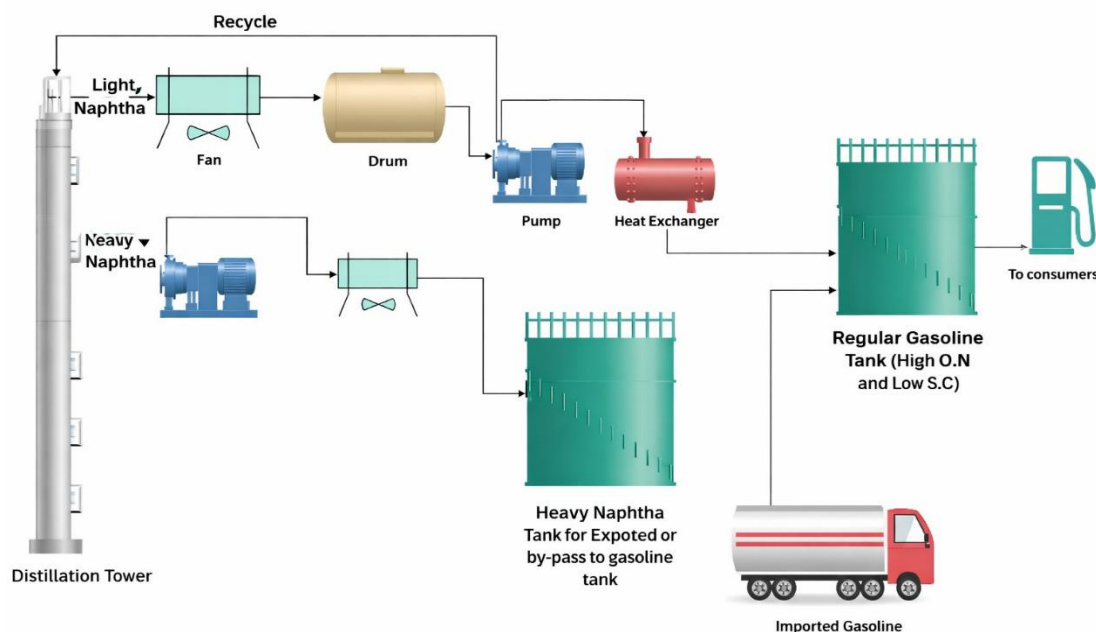 Recycle
Light
Naphtha
Fan
Drum
Pump
Heat Exchanger
Neavy
Naphtha
To consumers
Regular Gasoline
Tank (High O.N
and Low S.C)
Heavy Naphtha
Tank for Expoted or
by-pass to gasoline
tank
Distillation Tower
Imported Gasoline